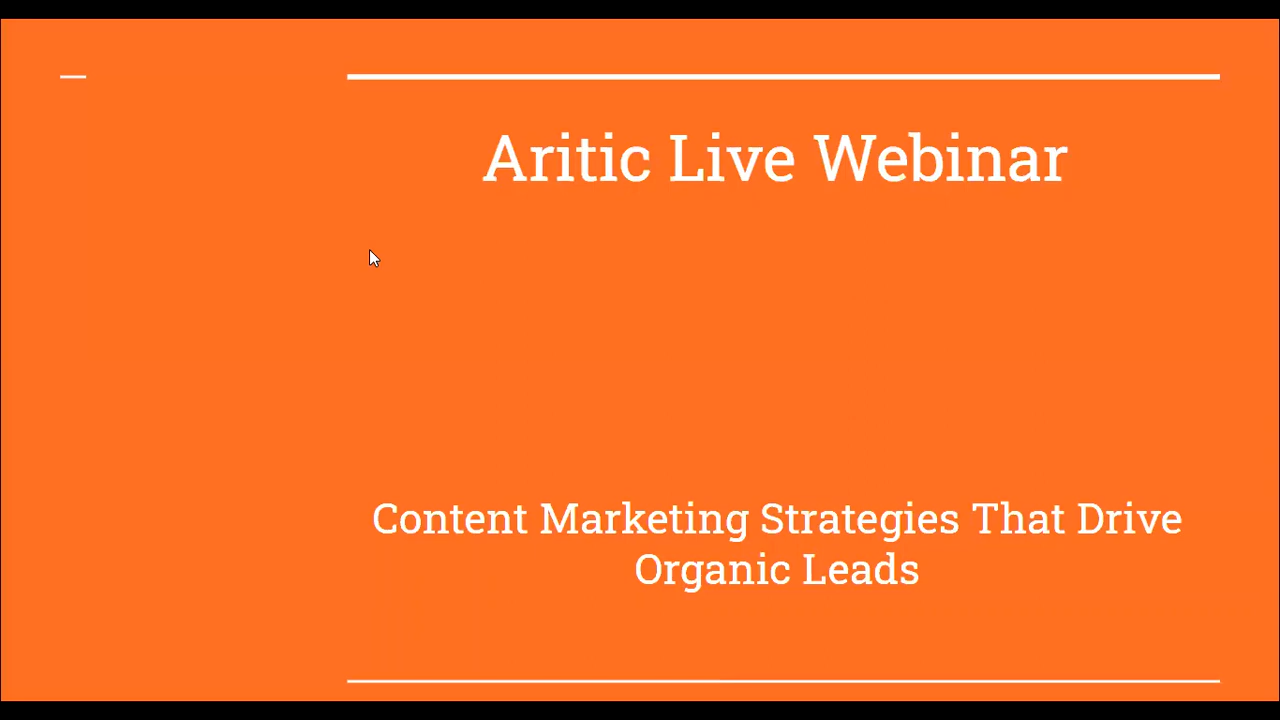 Aritic Live Webinar
Content Marketing Strategies That Drive
Organic Leads